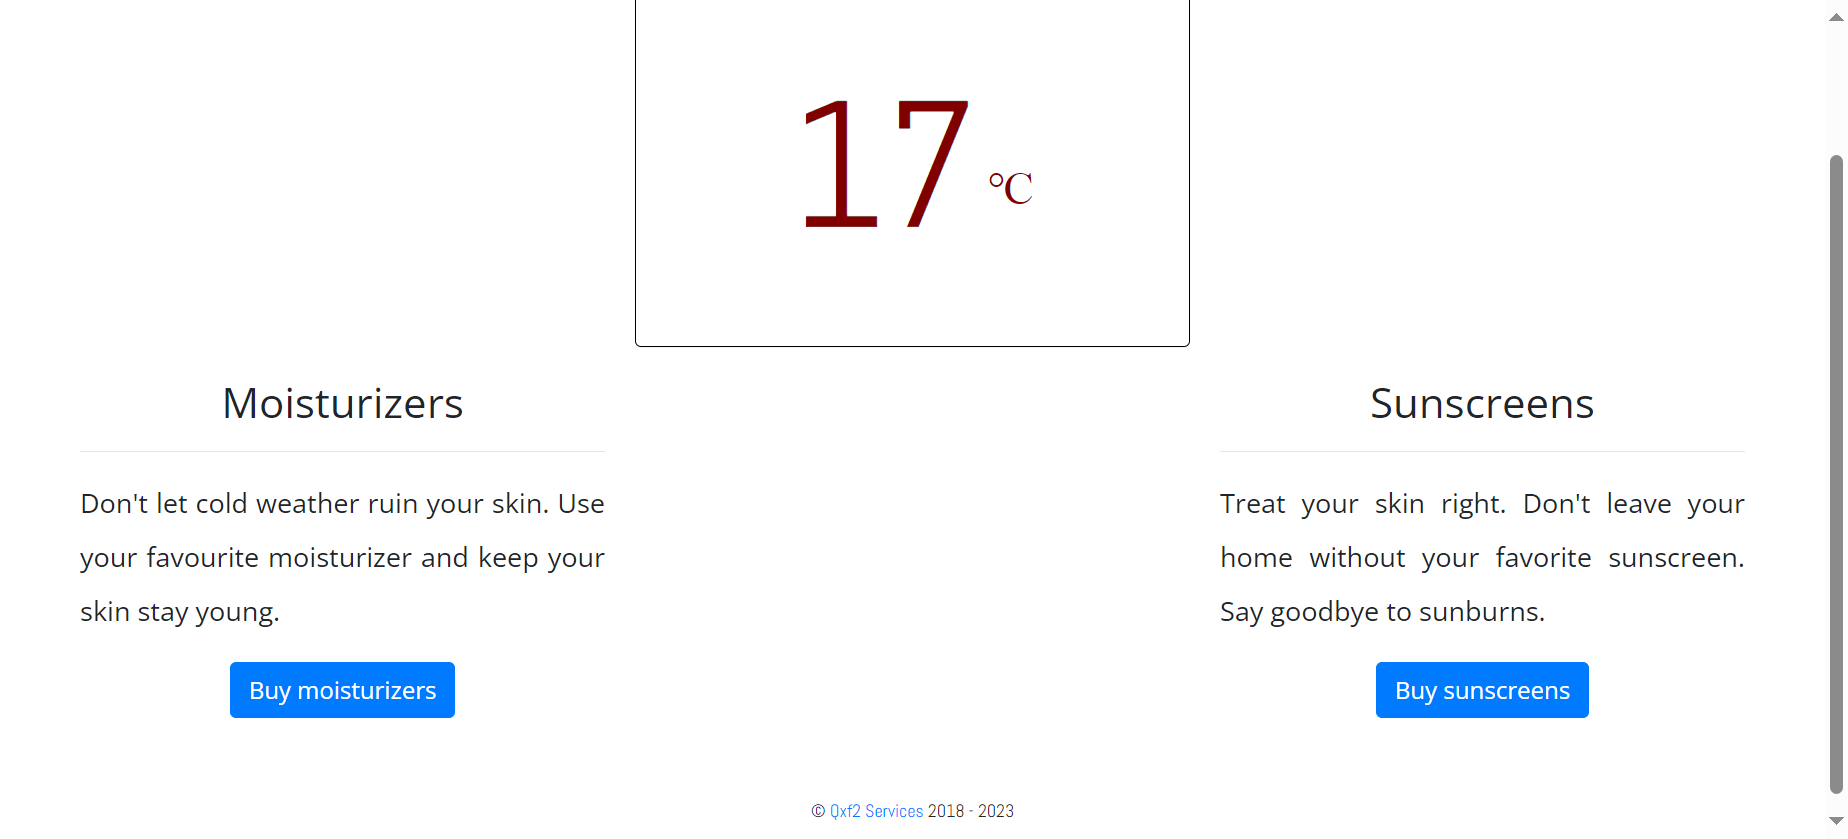 17 °C
Moisturizers
Don't let cold weather ruin your skin. Use
your favourite moisturizer and keep your
skin stay young.
Buy moisturizers
Sunscreens
Treat your skin right. Don't leave your
home without your favorite sunscreen.
Say goodbye to sunburns.
Buy sunscreens
© Qxf2 Services 2018 - 2023